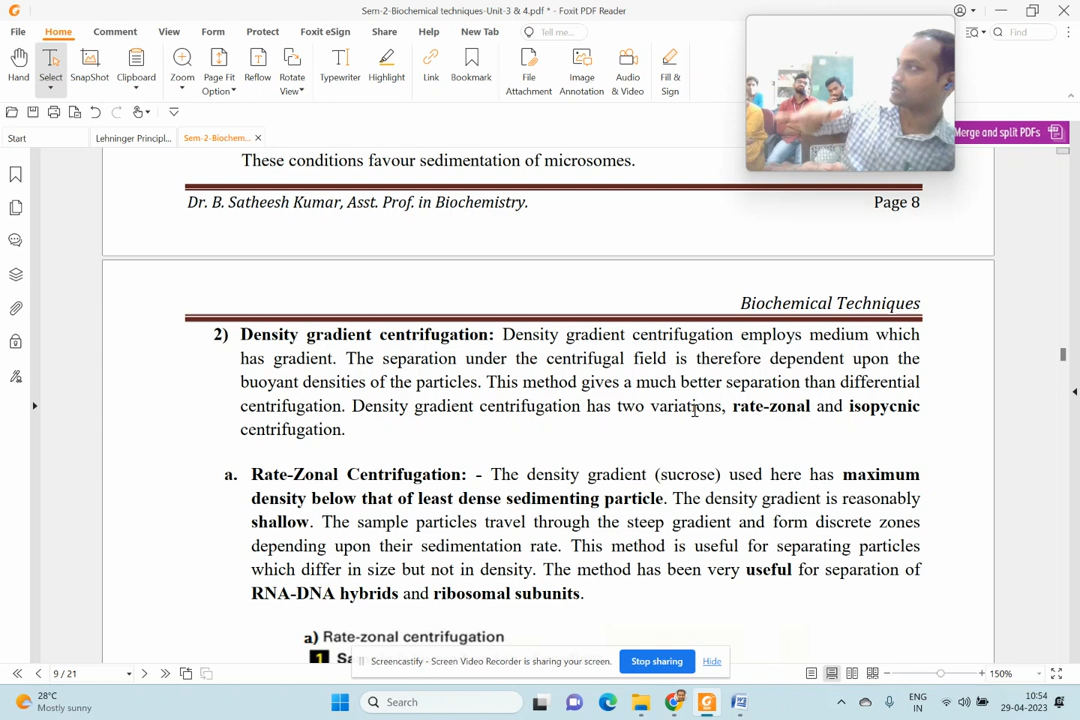 Sem-2-Biochemical techniques-Unit-3 & 4.pdf * - Foxit PDF Reader
File Home Comment View Form Protect Foxit eSign Share Help New Tab Tell me... Find
Hand Select SnapShot Clipboard Zoom Page Fit Option Reflow Rotate View Typewriter Highlight Link Bookmark File Attachment Image Annotation Audio & Video Fill & Sign
Start Lehninger Principl... Sem-2-Biochem... Merge and split PDFs
These conditions favour sedimentation of microsomes.
Dr. B. Satheesh Kumar, Asst. Prof. in Biochemistry. Page 8
Biochemical Techniques
2) Density gradient centrifugation: Density gradient centrifugation employs medium which
has gradient. The separation under the centrifugal field is therefore dependent upon the
buoyant densities of the particles. This method gives a much better separation than differential
centrifugation. Density gradient centrifugation has two variations, rate-zonal and isopycnic
centrifugation.
a. Rate-Zonal Centrifugation: - The density gradient (sucrose) used here has maximum
density below that of least dense sedimenting particle. The density gradient is reasonably
shallow. The sample particles travel through the steep gradient and form discrete zones
depending upon their sedimentation rate. This method is useful for separating particles
which differ in size but not in density. The method has been very useful for separation of
RNA-DNA hybrids and ribosomal subunits.
a) Rate-zonal centrifugation
1
Screencastify - Screen Video Recorder is sharing your screen. Stop sharing Hide
9 / 21 150%
28°C
Mostly sunny
Search
ENG
IN
10:54
29-04-2023